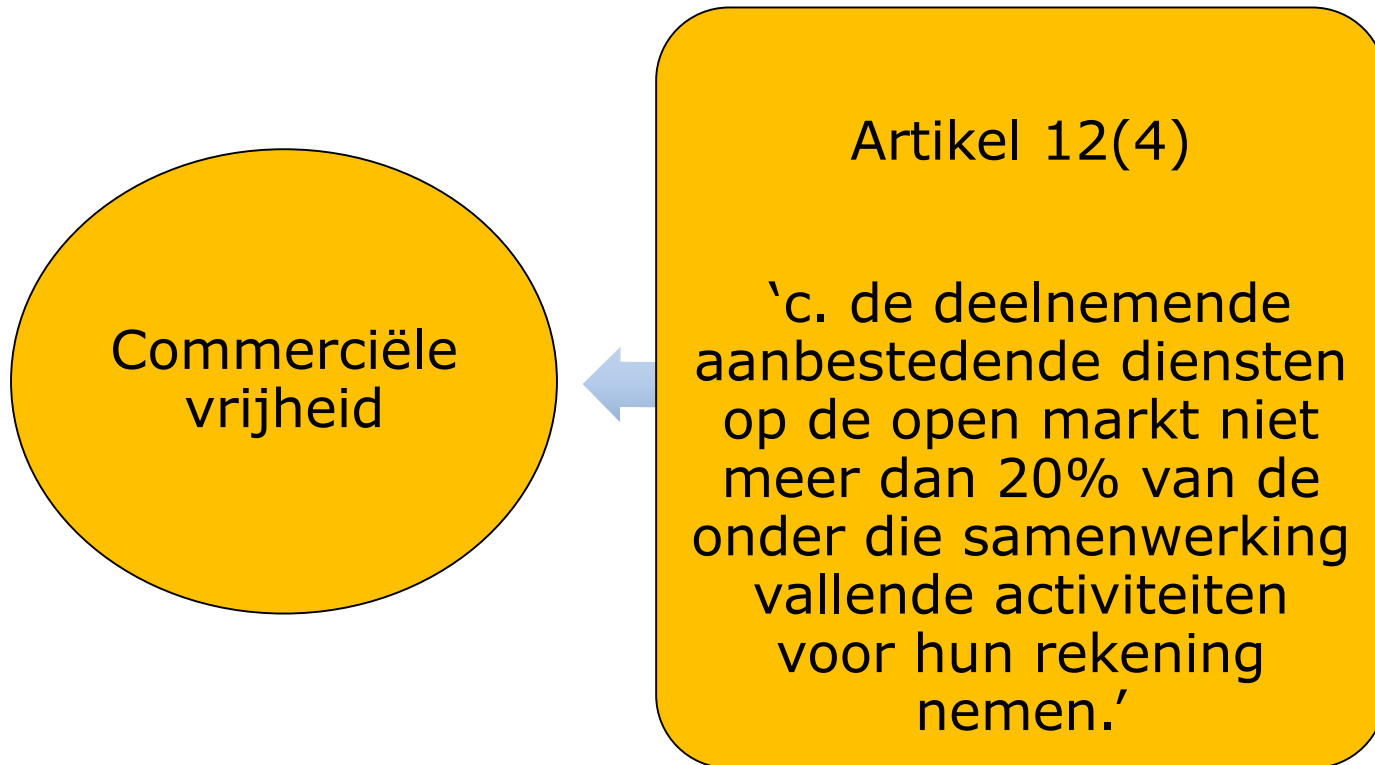 Commerciële
vrijheid
Artikel 12(4)
‘c. de deelnemende
aanbestedende diensten
op de open markt niet
meer dan 20% van de
onder die samenwerking
vallende activiteiten
voor hun rekening
nemen.’